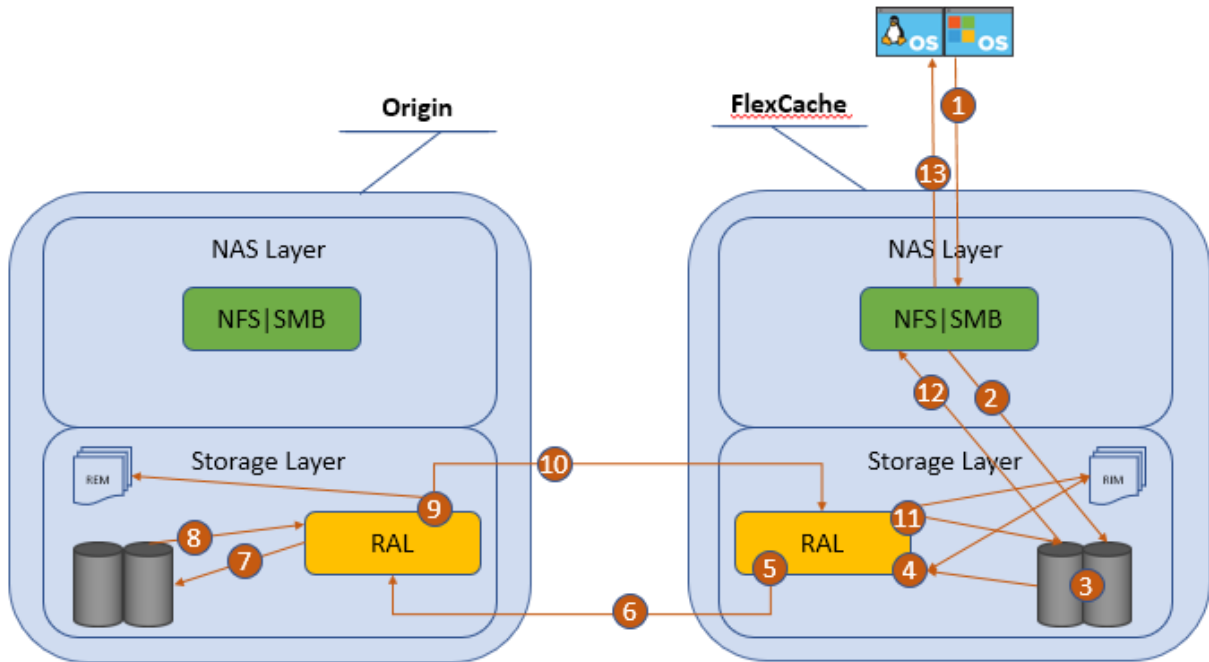 OS OS
1
Origin
FlexCache
13
NAS Layer
NFS|SMB
NAS Layer
NFS|SMB
12
2
Storage Layer
REM
9
8
7
RAL
10
6
Storage Layer
RIM
11
RAL
5
4
3